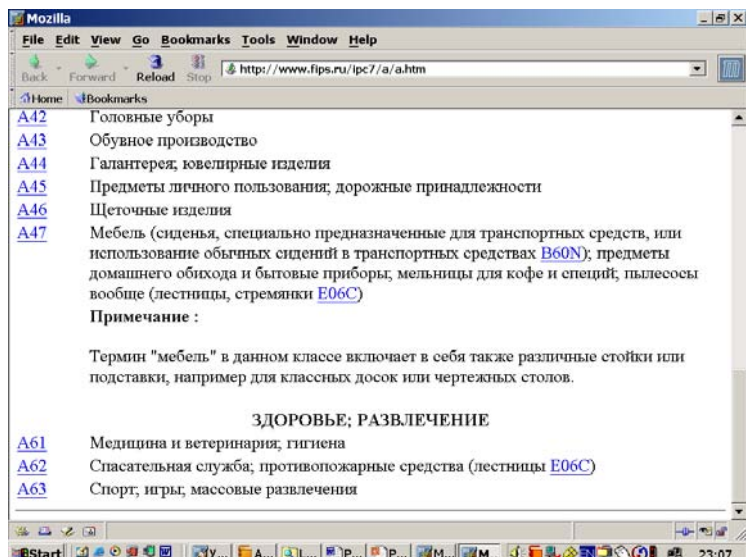 Mozilla
File Edit View Go Bookmarks Tools Window Help
Back Forward Reload Stop http://www.fips.ru/ipc7/a/a.htm
Home Bookmarks
A42 Головные уборы
A43 Обувное производство
A44 Галантерея; ювелирные изделия
A45 Предметы личного пользования; дорожные принадлежности
A46 Щеточные изделия
A47 Мебель (сиденья, специально предназначенные для транспортных средств, или
использование обычных сидений в транспортных средствах B60N); предметы
домашнего обихода и бытовые приборы; мельницы для кофе и специй; пылесосы
вообще (лестницы, стремянки E06C)
Примечание :
Термин "мебель" в данном классе включает в себя также различные стойки или
подставки, например для классных досок или чертежных столов.
ЗДОРОВЬЕ; РАЗВЛЕЧЕНИЕ
A61 Медицина и ветеринария; гигиена
A62 Спасательная служба; противопожарные средства (лестницы E06C)
A63 Спорт; игры; массовые развлечения
Start EN 23:07